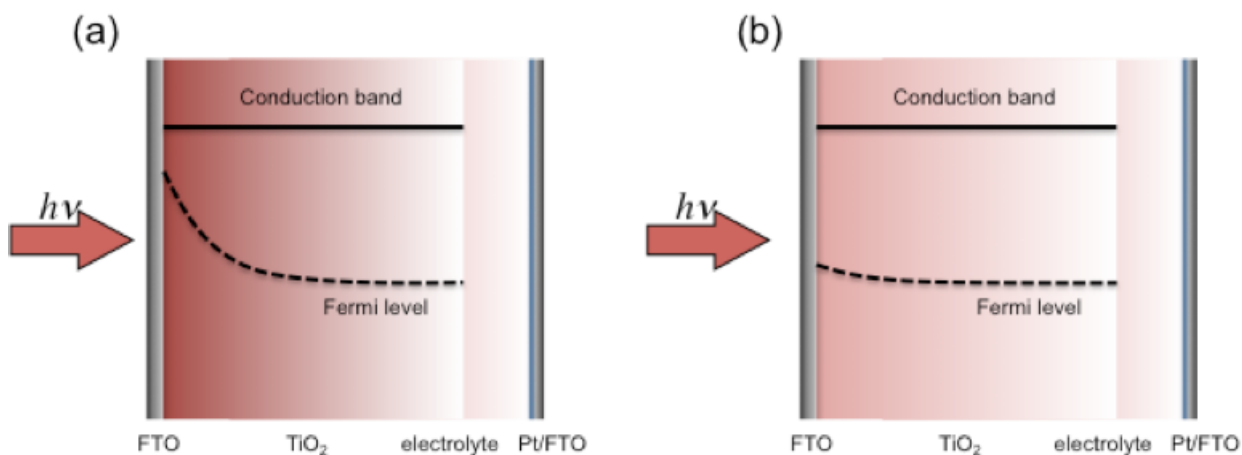 (a)
Conduction band
hν
Fermi level
FTO TiO₂ electrolyte Pt/FTO
(b)
Conduction band
hν
Fermi level
FTO TiO₂ electrolyte Pt/FTO